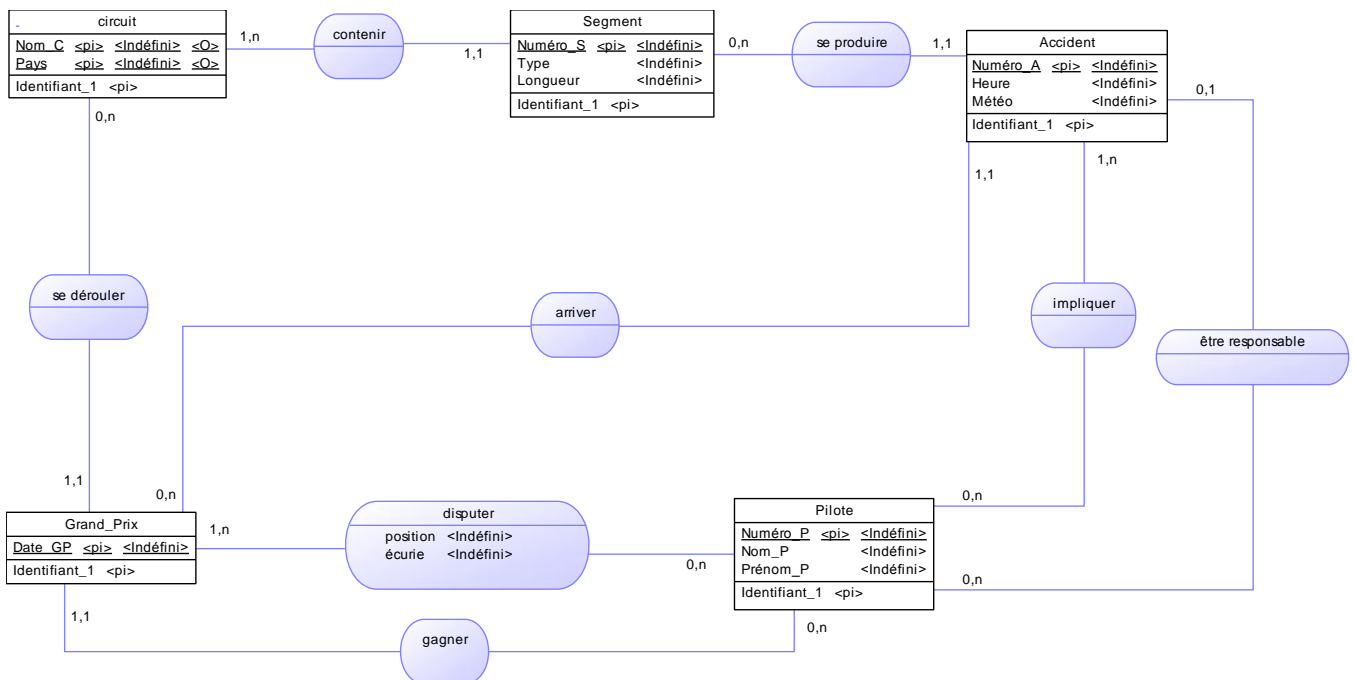 circuit
Nom_C <pi> <Indéfini> <O>
Pays <pi> <Indéfini> <O>
Identifiant_1 <pi>
1,n
contenir
1,1
Segment
Numéro_S <pi> <Indéfini>
Type <Indéfini>
Longueur <Indéfini>
Identifiant_1 <pi>
0,n
se produire
1,1
Accident
Numéro_A <pi> <Indéfini>
Heure <Indéfini>
Météo <Indéfini>
Identifiant_1 <pi>
0,1
0,n
1,1
1,n
se dérouler
arriver
impliquer
être responsable
1,1
0,n
0,n
Grand_Prix
Date_GP <pi> <Indéfini>
Identifiant_1 <pi>
1,n
disputer
position <Indéfini>
écurie <Indéfini>
0,n
Pilote
Numéro_P <pi> <Indéfini>
Nom_P <Indéfini>
Prénom_P <Indéfini>
Identifiant_1 <pi>
0,n
1,1
gagner
0,n